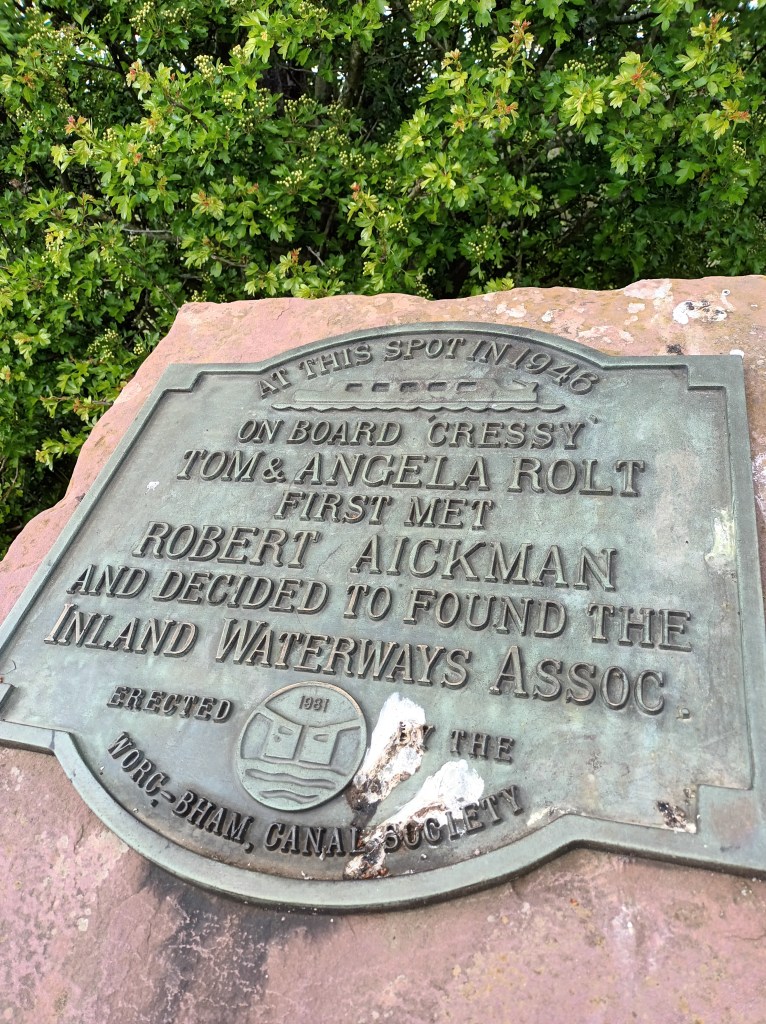 AT THIS SPOT IN 1946
ON BOARD 'CRESSY'
TOM & ANGELA ROLT
FIRST MET
ROBERT AICKMAN
AND DECIDED TO FOUND THE
INLAND WATERWAYS ASSOC.
ERECTED 1981 BY THE
WORC.-BHAM, CANAL SOCIETY